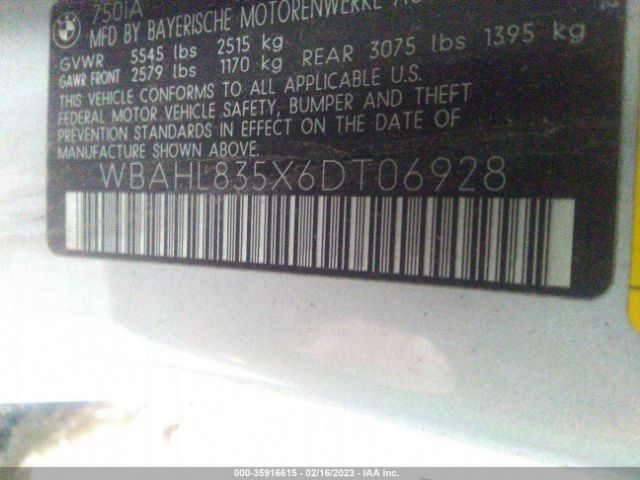 750iA
BMW
MFD BY BAYERISCHE MOTORENWERKE
GVWR 5545 lbs 2515 kg
GAWR FRONT 2579 lbs 1170 kg REAR 3075 lbs 1395 kg
THIS VEHICLE CONFORMS TO ALL APPLICABLE U.S.
FEDERAL MOTOR VEHICLE SAFETY, BUMPER AND THEFT
PREVENTION STANDARDS IN EFFECT ON THE DATE OF
MANUFACTURE SHOWN ABOVE.
WBAHL835X6DT06928
000-35916615 - 02/16/2023 - IAA Inc.